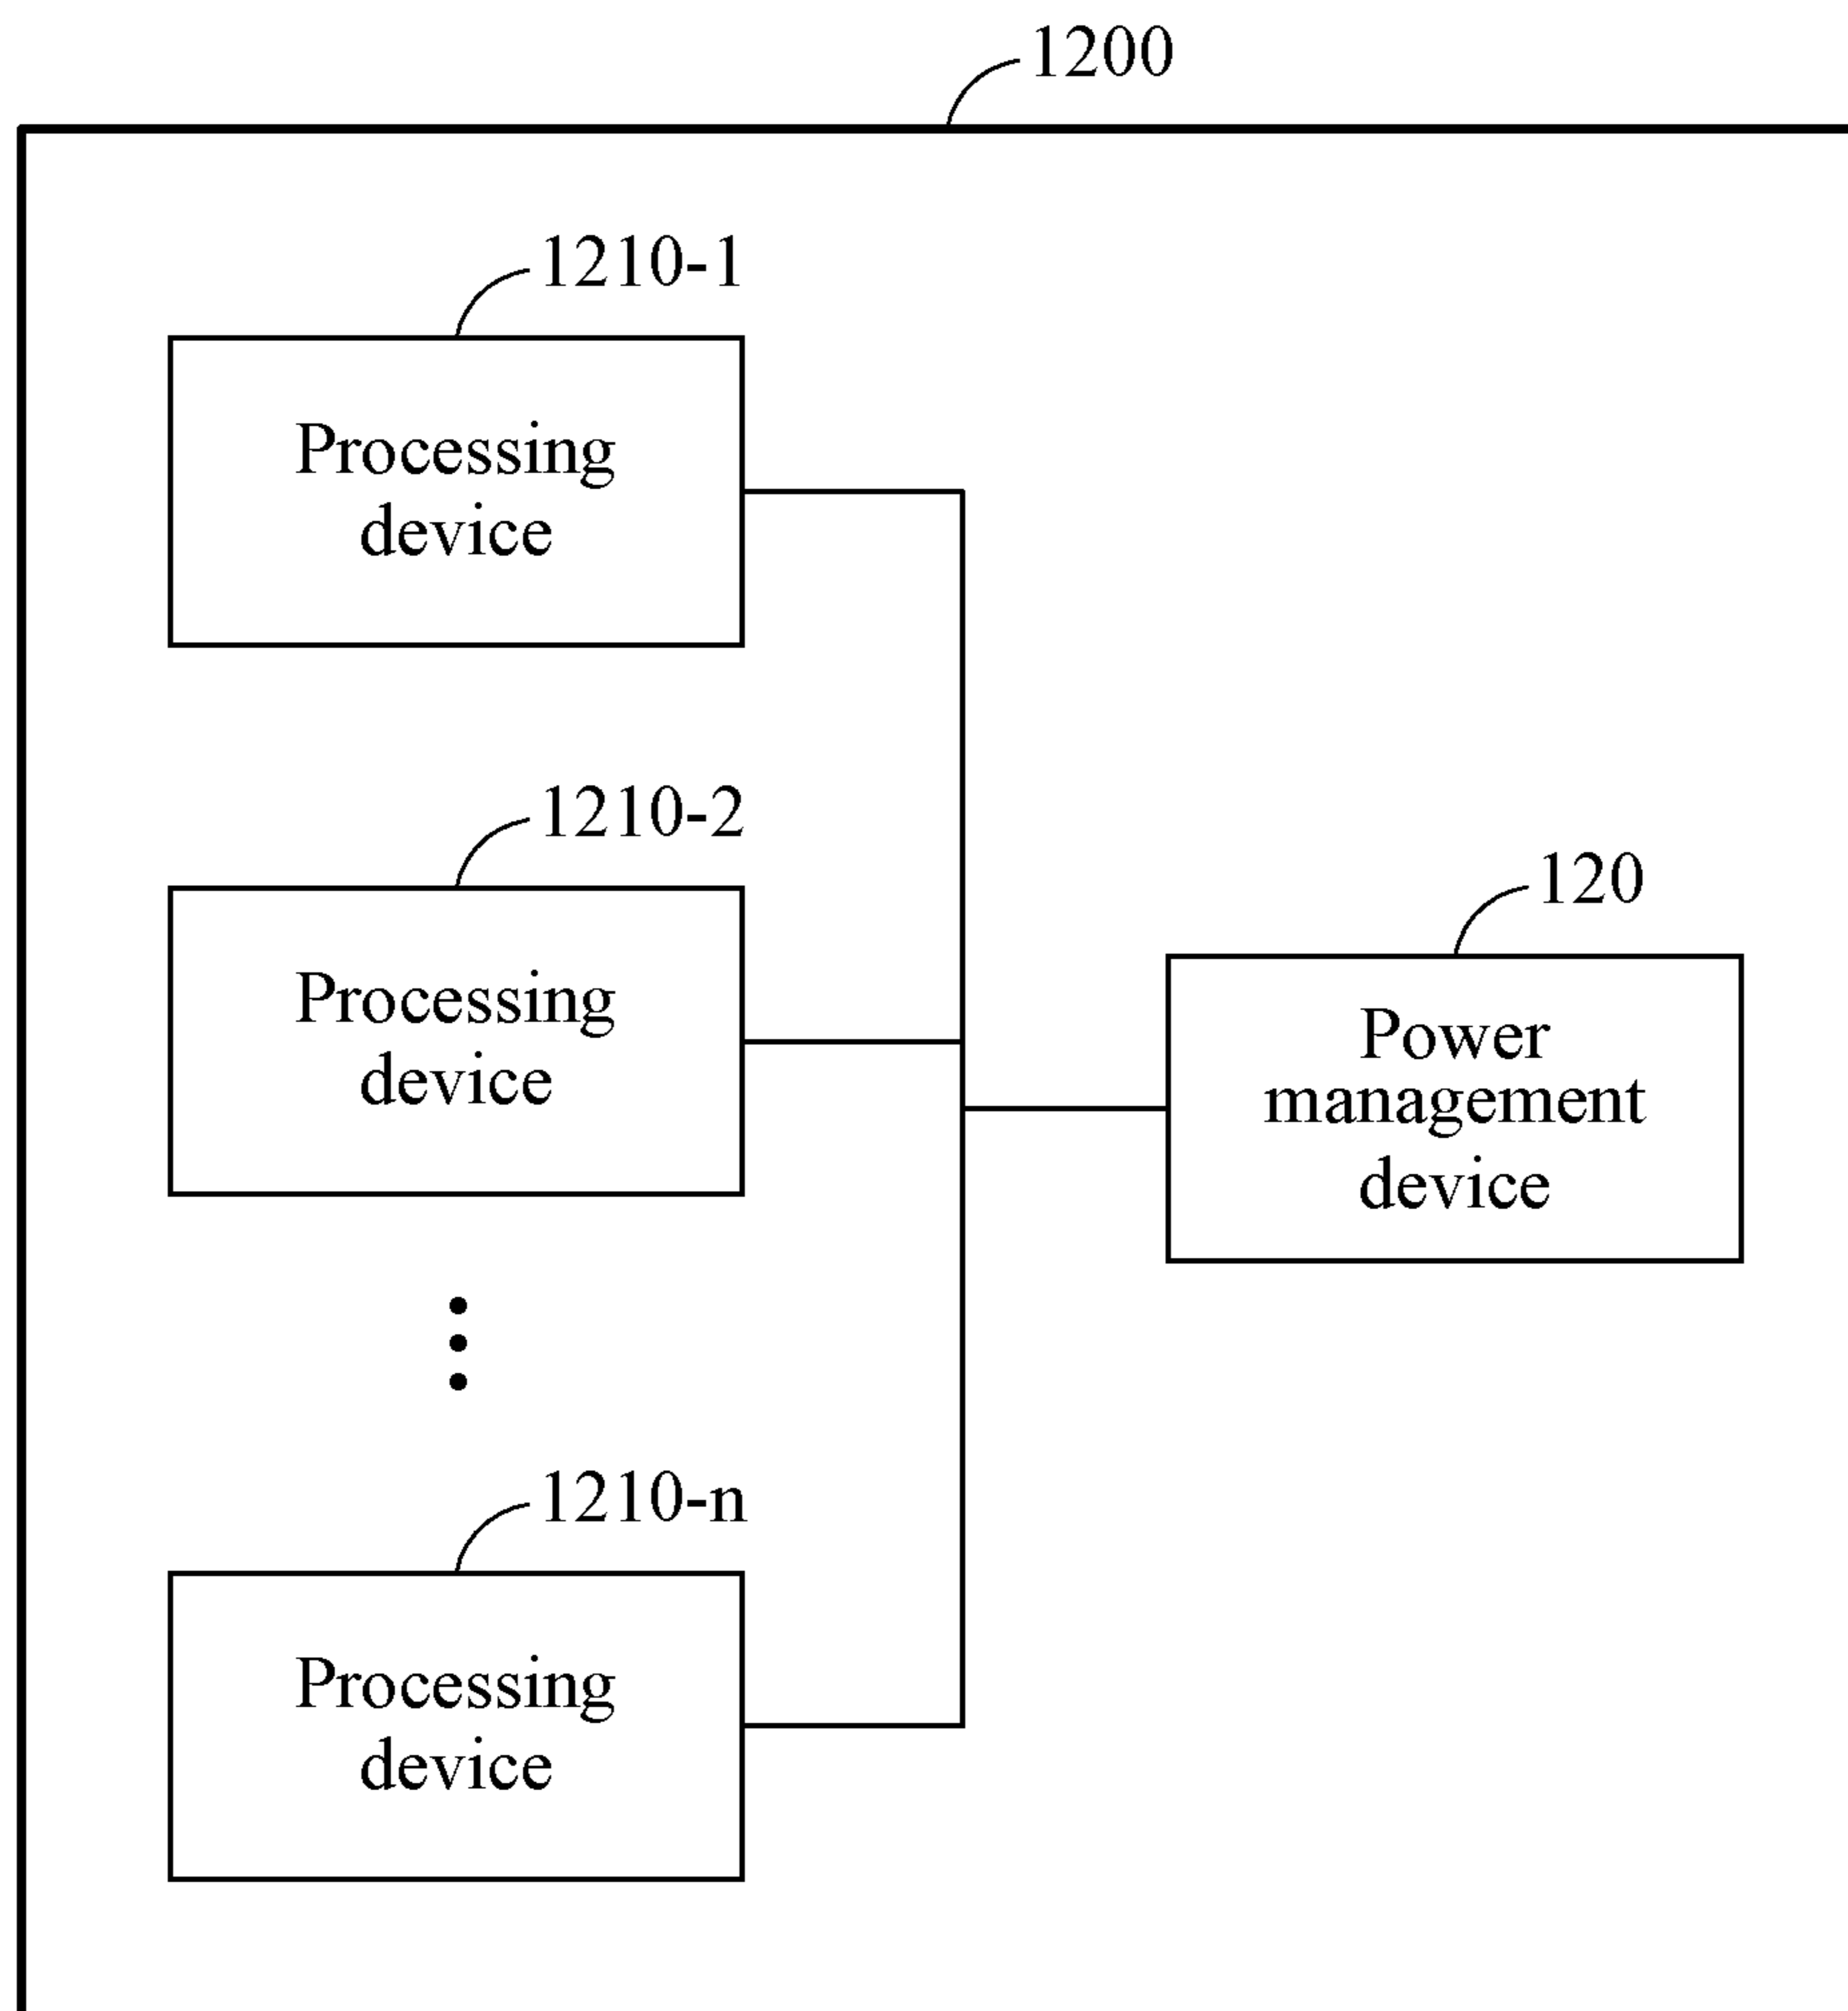 1200
1210-1
Processing
device
1210-2
Processing
device
120
Power
management
device
1210-n
Processing
device